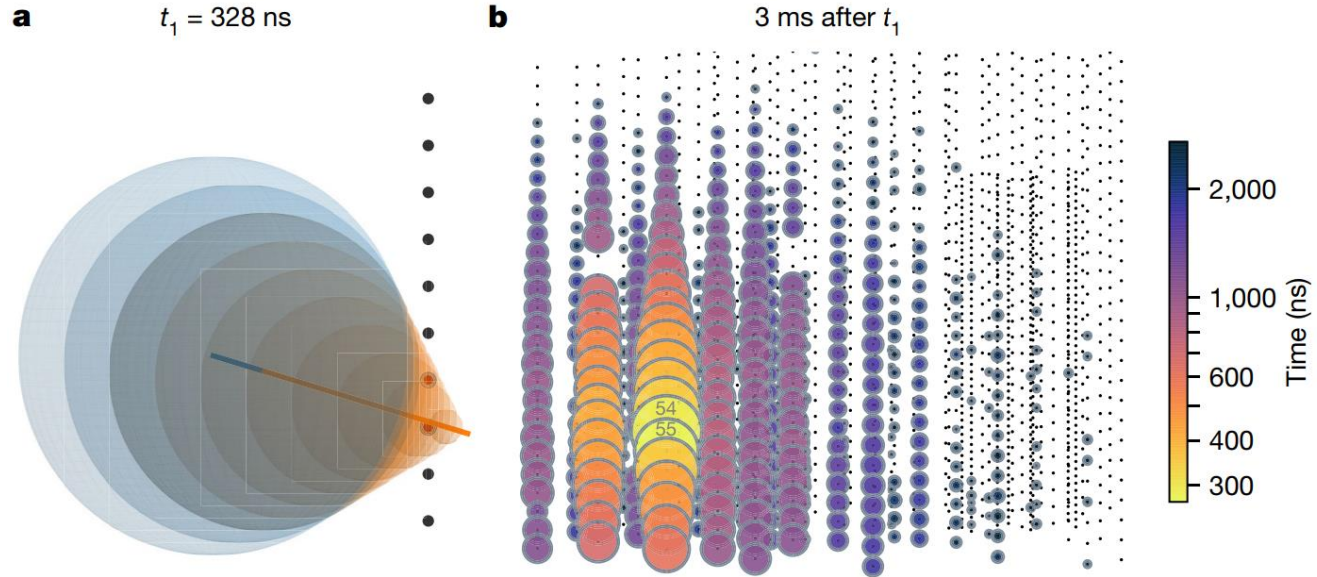 a
t₁ = 328 ns
b
3 ms after t₁
54
55
2,000
1,000
600
400
300
Time (ns)